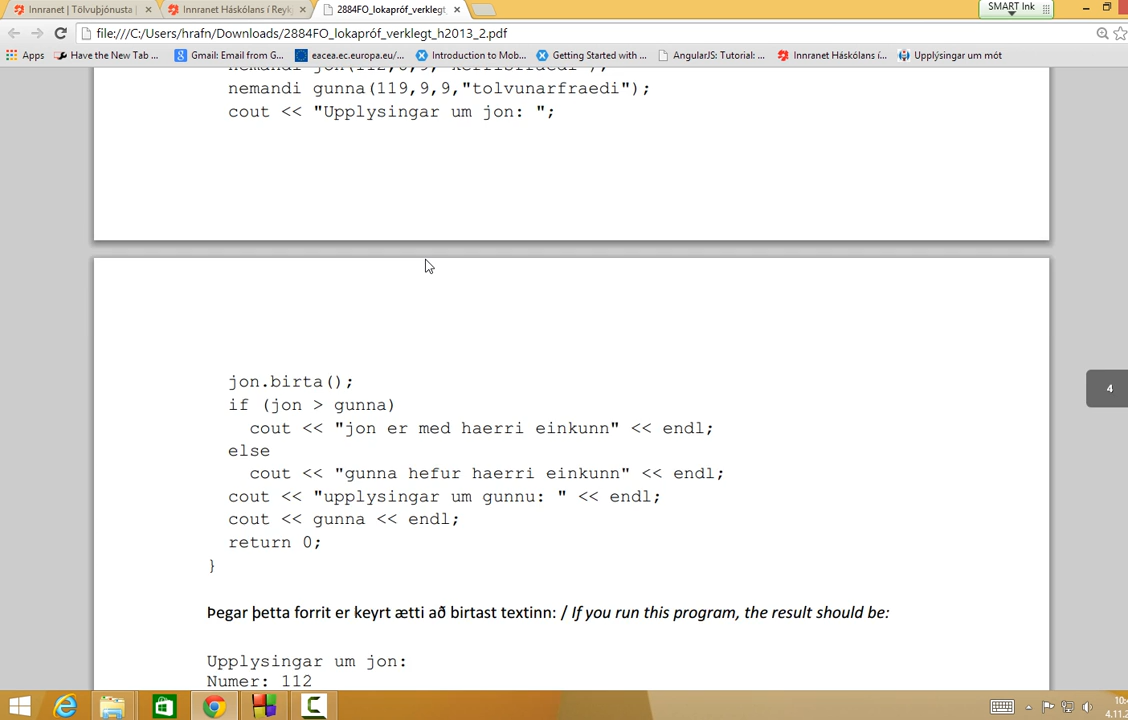 Innranet | Tölvuþjónusta
Innranet Háskólans í Reyk
2884FO_lokapróf_verklegt
SMART Ink
file:///C:/Users/hrafn/Downloads/2884FO_lokapróf_verklegt_h2013_2.pdf
Apps
Have the New Tab ...
Gmail: Email from G...
eacea.ec.europa.eu/...
Introduction to Mob...
Getting Started with ...
AngularJS: Tutorial: ...
Innranet Háskólans í...
Upplýsingar um mót
nemandi gunna(119,9,9,"tolvunarfraedi");
cout << "Upplysingar um jon: ";
jon.birta();
if (jon > gunna)
cout << "jon er med haerri einkunn" << endl;
else
cout << "gunna hefur haerri einkunn" << endl;
cout << "upplysingar um gunnu: " << endl;
cout << gunna << endl;
return 0;
}
Þegar þetta forrit er keyrt ætti að birtast textinn: / If you run this program, the result should be:
Upplysingar um jon:
Numer: 112
4
10:4
4.11.2